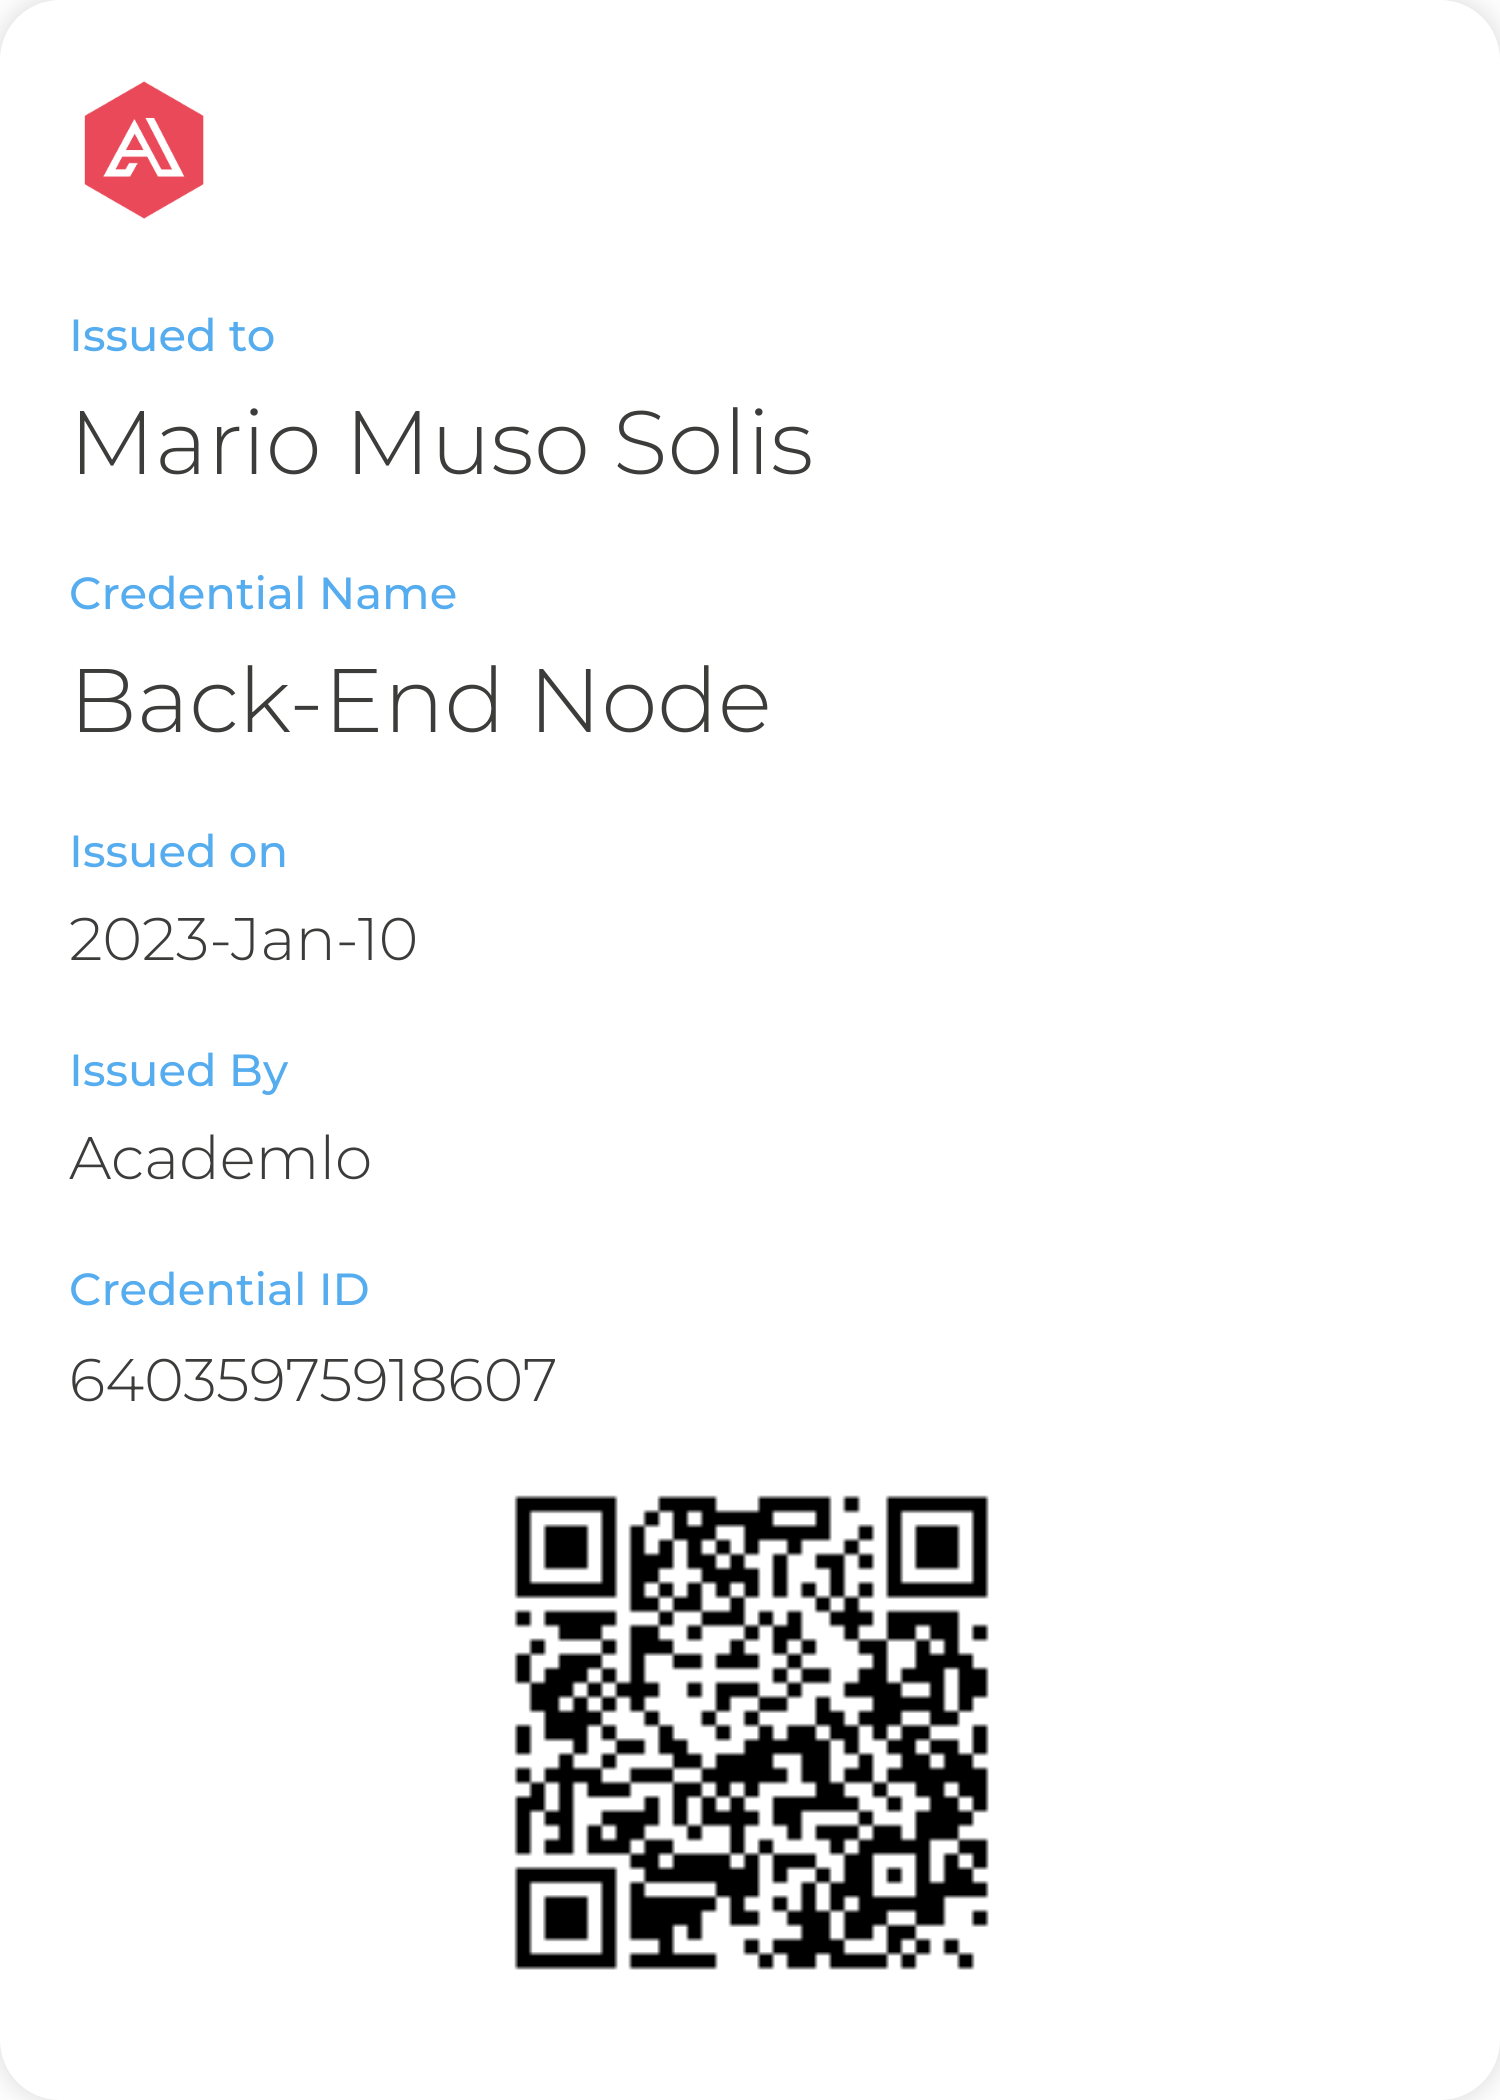 Issued to
Mario Muso Solis
Credential Name
Back-End Node
Issued on
2023-Jan-10
Issued By
Academlo
Credential ID
64035975918607